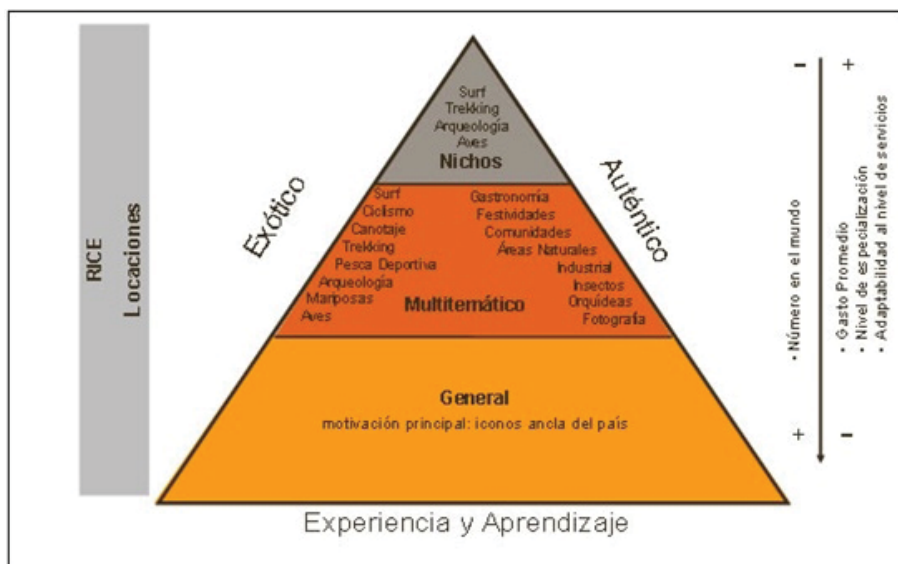 RICE
Locaciones
Exótico
Auténtico
Surf
Trekking
Arqueología
Aves
Nichos
Surf
Ciclismo
Canotaje
Trekking
Pesca Deportiva
Arqueología
Mariposas
Aves
Gastronomía
Festividades
Comunidades
Áreas Naturales
Industrial
Insectos
Orquídeas
Fotografía
Multitemático
General
motivación principal: iconos ancla del país
Experiencia y Aprendizaje
− +
• Número en el mundo
• Gasto Promedio
• Nivel de especialización
• Adaptabilidad al nivel de servicios
+ −